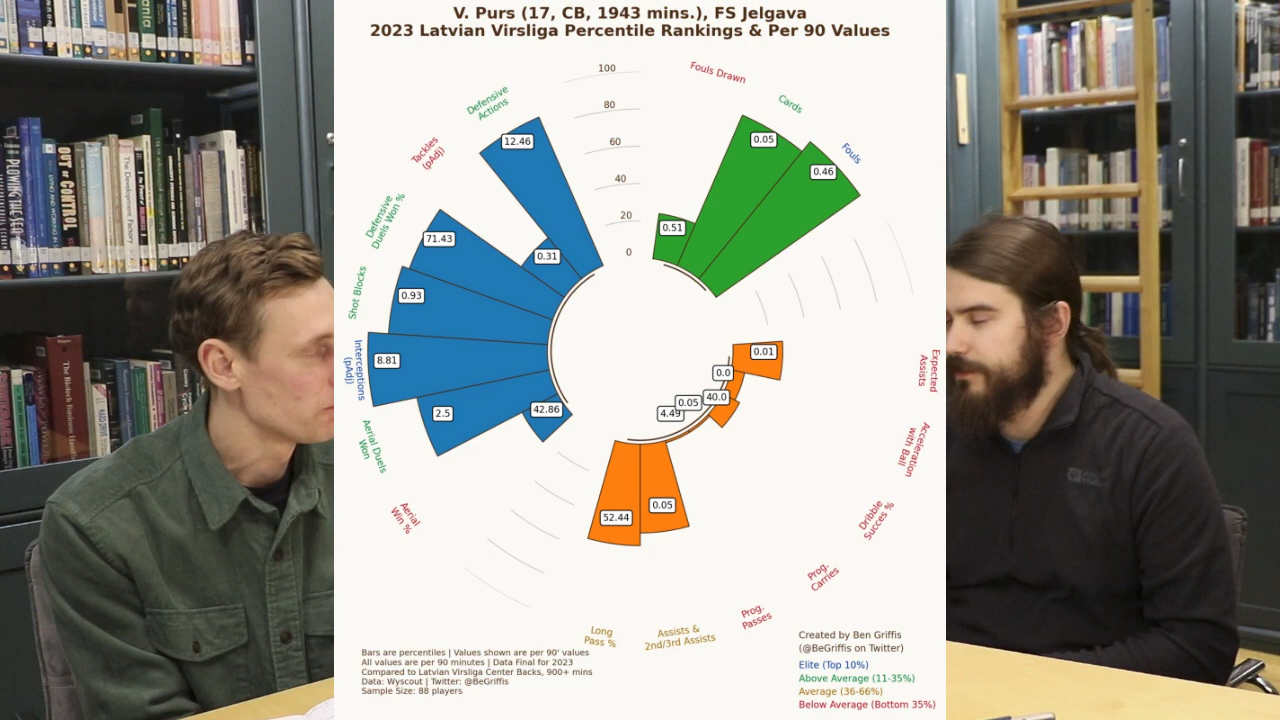 V. Purs (17, CB, 1943 mins.), FS Jelgava
2023 Latvian Virsliga Percentile Rankings & Per 90 Values
100
80
60
40
20
0
Fouls Drawn
Cards
Fouls
0.51
0.05
0.46
Defensive
Actions
12.46
Tackles
(pAdj)
0.31
Defensive
Duels Won %
71.43
Shot Blocks
0.93
Interceptions
(pAdj)
8.81
Aerial Duels
Won
2.5
Aerial
Win %
42.86
Long
Pass %
52.44
Assists &
2nd/3rd Assists
0.05
Prog.
Passes
4.49
Prog.
Carries
0.05
Dribble
Succes %
40.0
Acceleration
with Ball
0.0
Expected
Assists
0.01
Bars are percentiles | Values shown are per 90' values
All values are per 90 minutes | Data Final for 2023
Compared to Latvian Virsliga Center Backs, 900+ mins
Data: Wyscout | Twitter: @BeGriffis
Sample Size: 88 players
Created by Ben Griffis
(@BeGriffis on Twitter)
Elite (Top 10%)
Above Average (11-35%)
Average (36-66%)
Below Average (Bottom 35%)
PLOWING THE SEA
OUT OF CONTROL